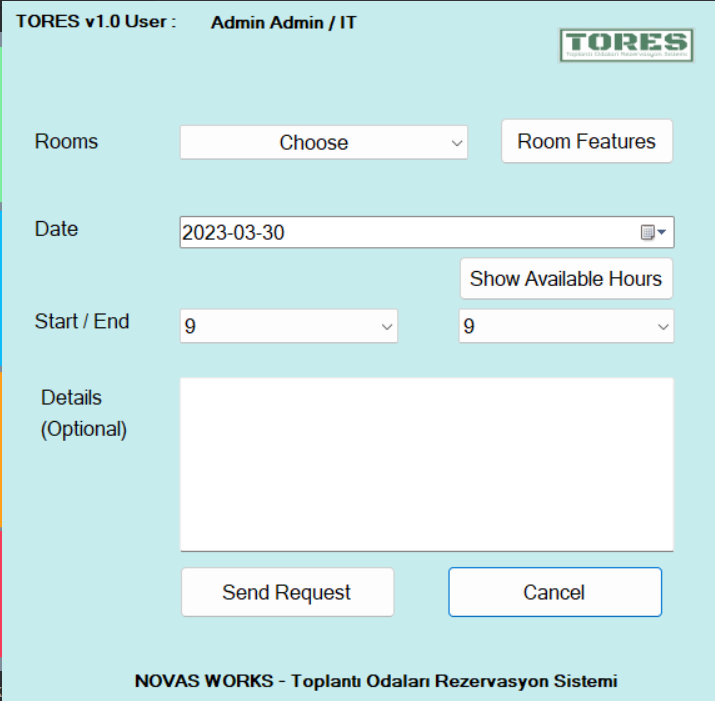 TORES v1.0 User : Admin Admin / IT
TORES
Toplantı Odaları Rezervasyon Sistemi
Rooms
Choose
Room Features
Date
2023-03-30
Show Available Hours
Start / End
9
9
Details
(Optional)
Send Request
Cancel
NOVAS WORKS - Toplantı Odaları Rezervasyon Sistemi